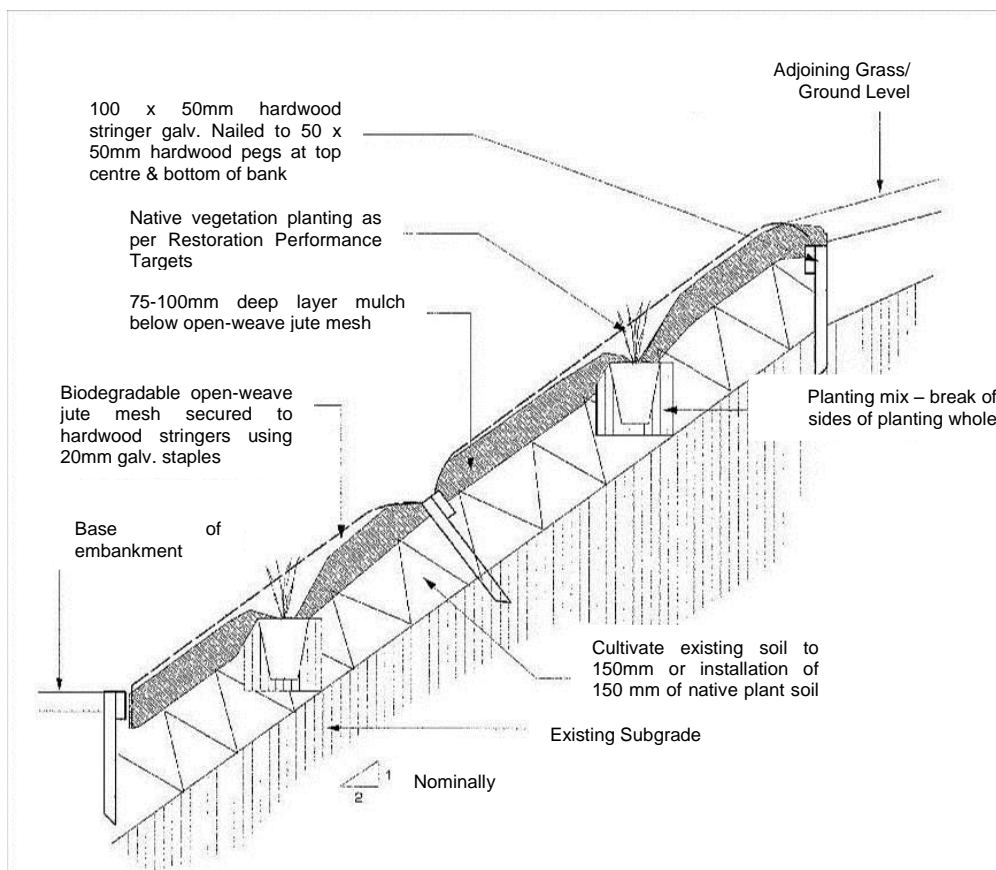 Adjoining Grass/
Ground Level
100 x 50mm hardwood
stringer galv. Nailed to 50 x
50mm hardwood pegs at top
centre & bottom of bank
Native vegetation planting as
per Restoration Performance
Targets
75-100mm deep layer mulch
below open-weave jute mesh
Biodegradable open-weave
jute mesh secured to
hardwood stringers using
20mm galv. staples
Planting mix – break of
sides of planting whole
Base of
embankment
Cultivate existing soil to
150mm or installation of
150 mm of native plant soil
Existing Subgrade
1
2
Nominally